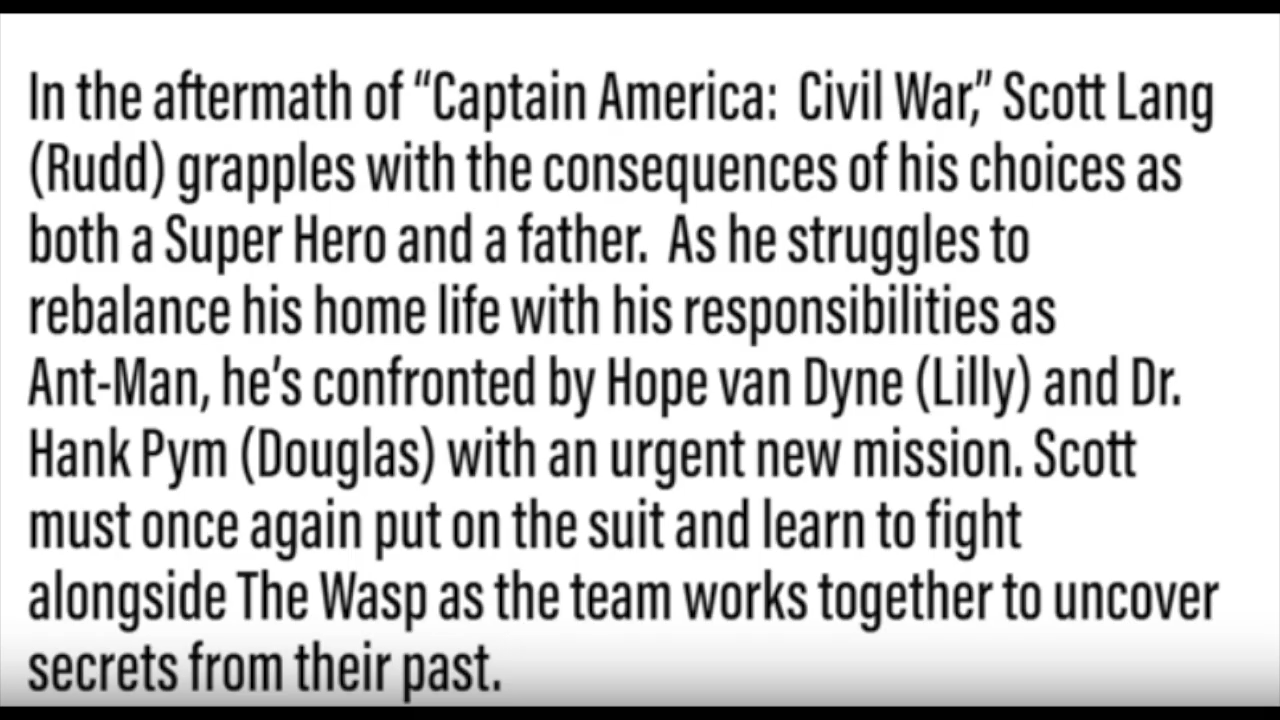 In the aftermath of “Captain America:  Civil War,” Scott Lang
(Rudd) grapples with the consequences of his choices as
both a Super Hero and a father.  As he struggles to
rebalance his home life with his responsibilities as
Ant-Man, he’s confronted by Hope van Dyne (Lilly) and Dr.
Hank Pym (Douglas) with an urgent new mission. Scott
must once again put on the suit and learn to fight
alongside The Wasp as the team works together to uncover
secrets from their past.